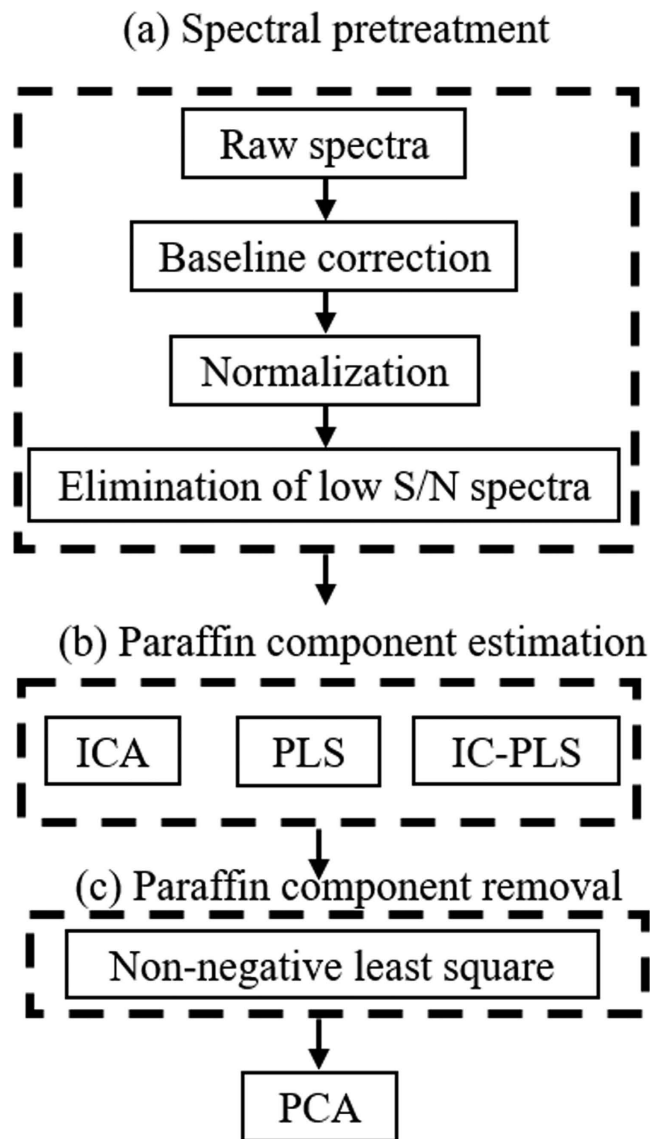 (a) Spectral pretreatment
Raw spectra
Baseline correction
Normalization
Elimination of low S/N spectra
(b) Paraffin component estimation
ICA PLS IC-PLS
(c) Paraffin component removal
Non-negative least square
PCA